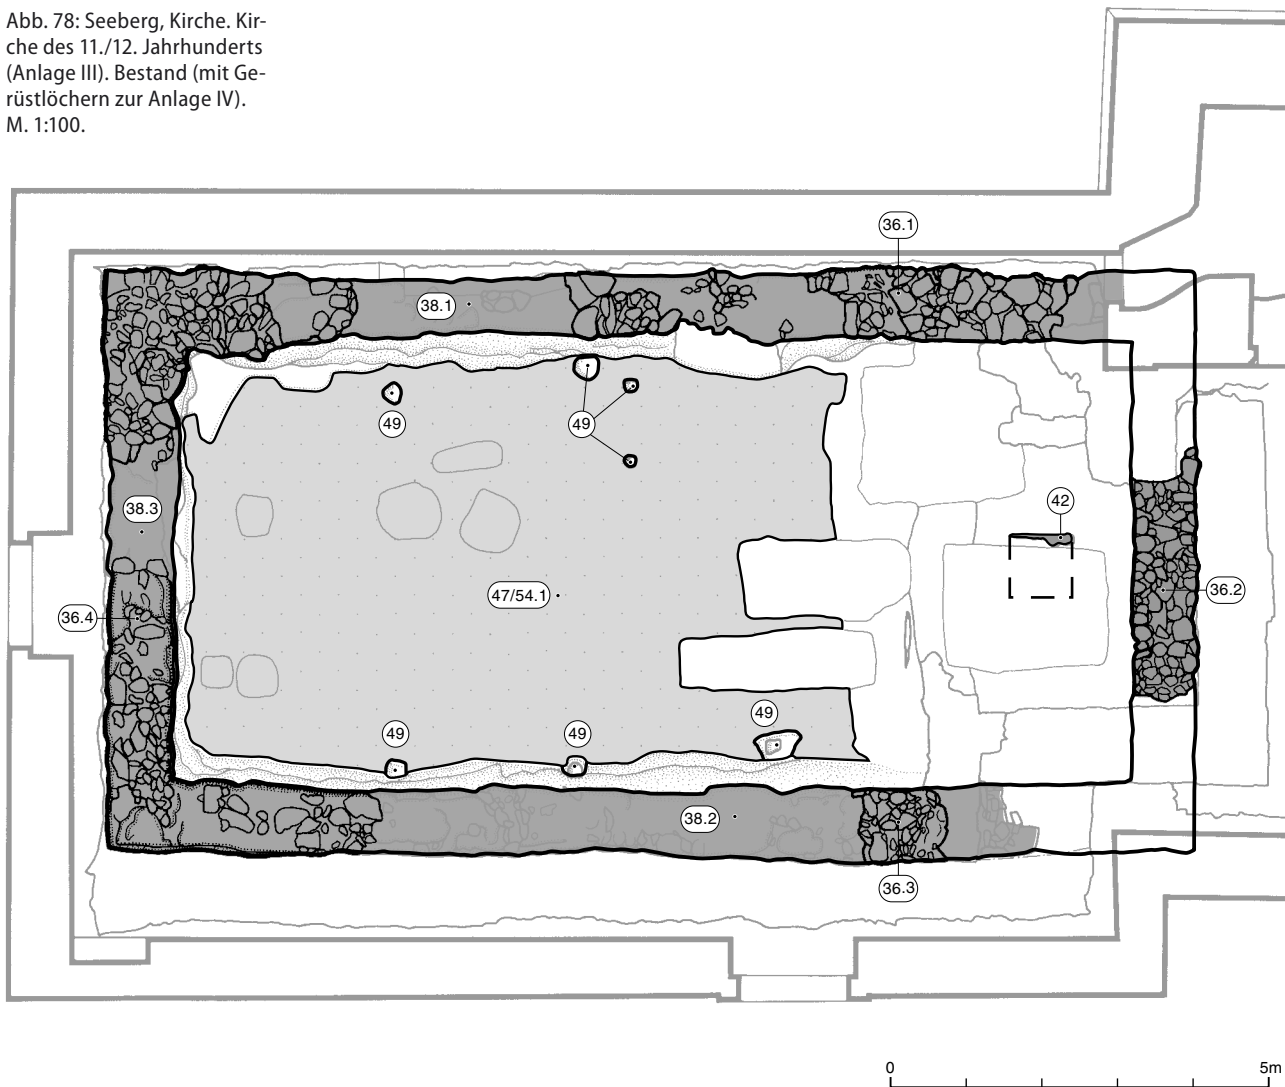 Abb. 78: Seeberg, Kirche. Kir-
che des 11./12. Jahrhunderts
(Anlage III). Bestand (mit Ge-
rüstlöchern zur Anlage IV).
M. 1:100.
36.1
38.1
49
49
38.3
42
47/54.1
36.2
36.4
49
49
49
38.2
36.3
0
5m